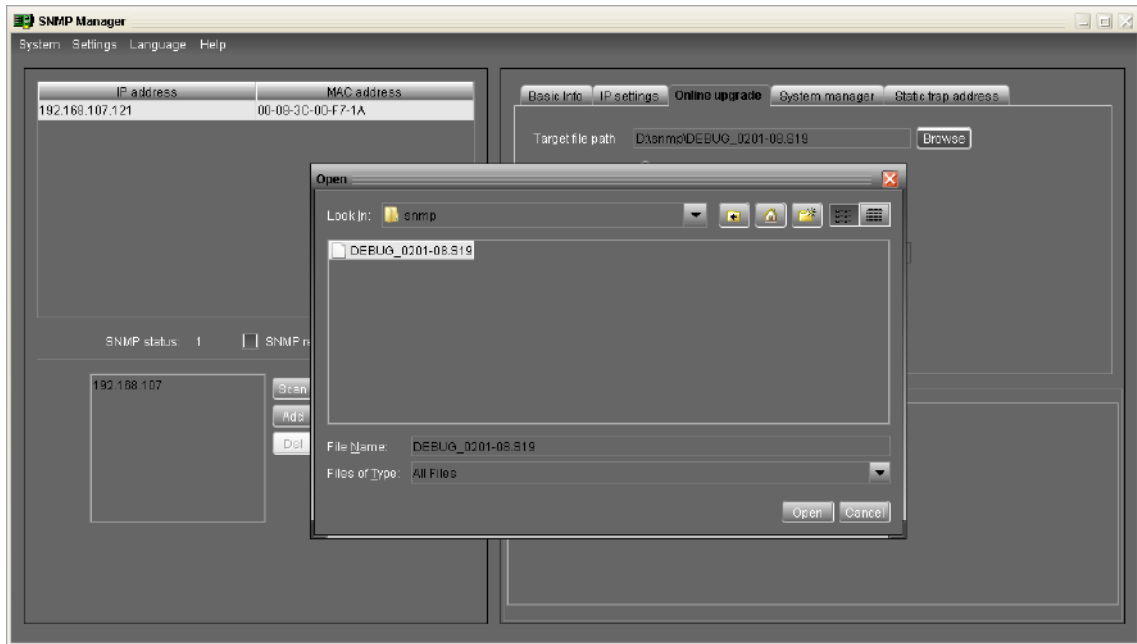 SNMP Manager
System Settings Language Help
IP address MAC address
192.168.107.121 00-09-3C-00-F7-1A
SNMP status: 1 SNMP
192.168.107
Scan
Add
Del
Basic Info IP settings Online upgrade System manager Static trap address
Target file path D:\snmp\DEBUG_0201-08.S19 Browse
Open
Look In: snmp
DEBUG_0201-08.S19
File Name: DEBUG_0201-08.S19
Files of Type: All Files
Open Cancel